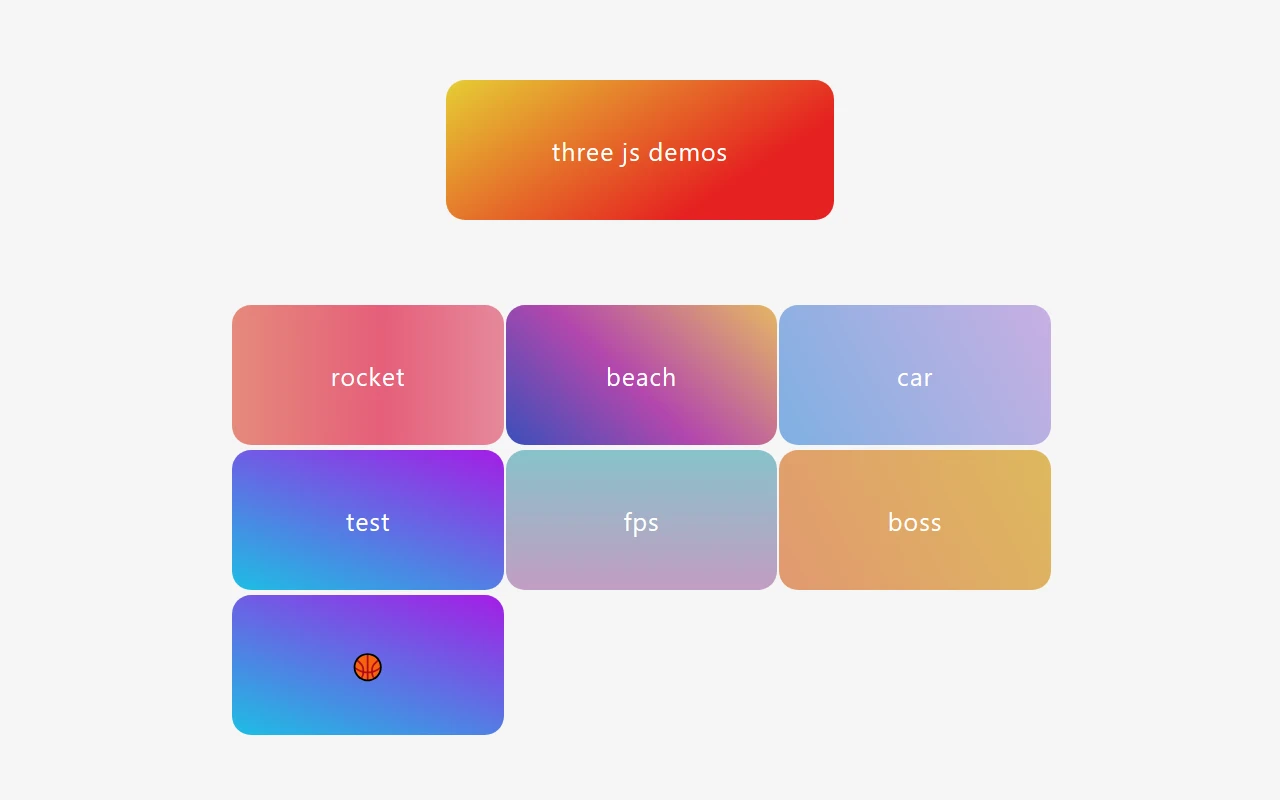 three js demos
rocket
beach
car
test
fps
boss
🏀